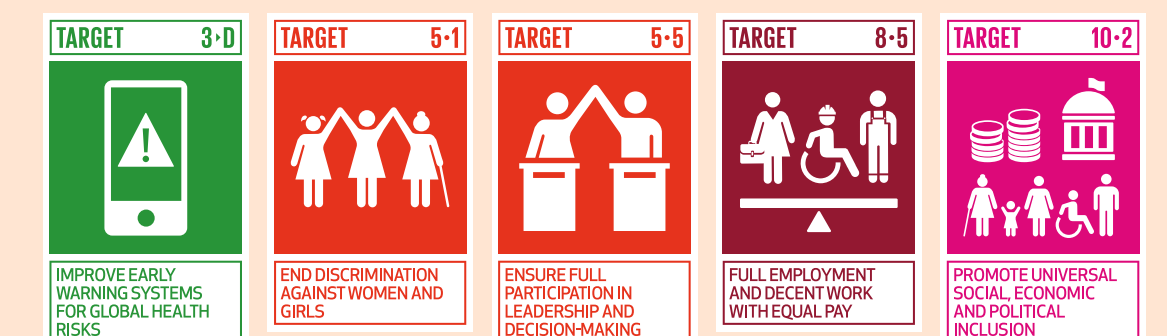 TARGET 3▸D
IMPROVE EARLY
WARNING SYSTEMS
FOR GLOBAL HEALTH
RISKS
TARGET 5•1
END DISCRIMINATION
AGAINST WOMEN AND
GIRLS
TARGET 5•5
ENSURE FULL
PARTICIPATION IN
LEADERSHIP AND
DECISION-MAKING
TARGET 8•5
FULL EMPLOYMENT
AND DECENT WORK
WITH EQUAL PAY
TARGET 10•2
PROMOTE UNIVERSAL
SOCIAL, ECONOMIC
AND POLITICAL
INCLUSION